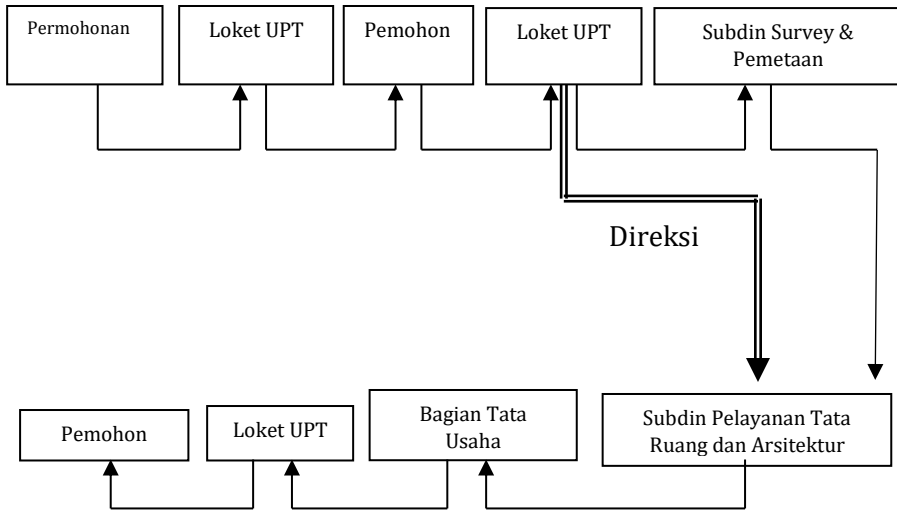 Permohonan
Loket UPT
Pemohon
Loket UPT
Subdin Survey &
Pemetaan
Direksi
Pemohon
Loket UPT
Bagian Tata
Usaha
Subdin Pelayanan Tata
Ruang dan Arsitektur